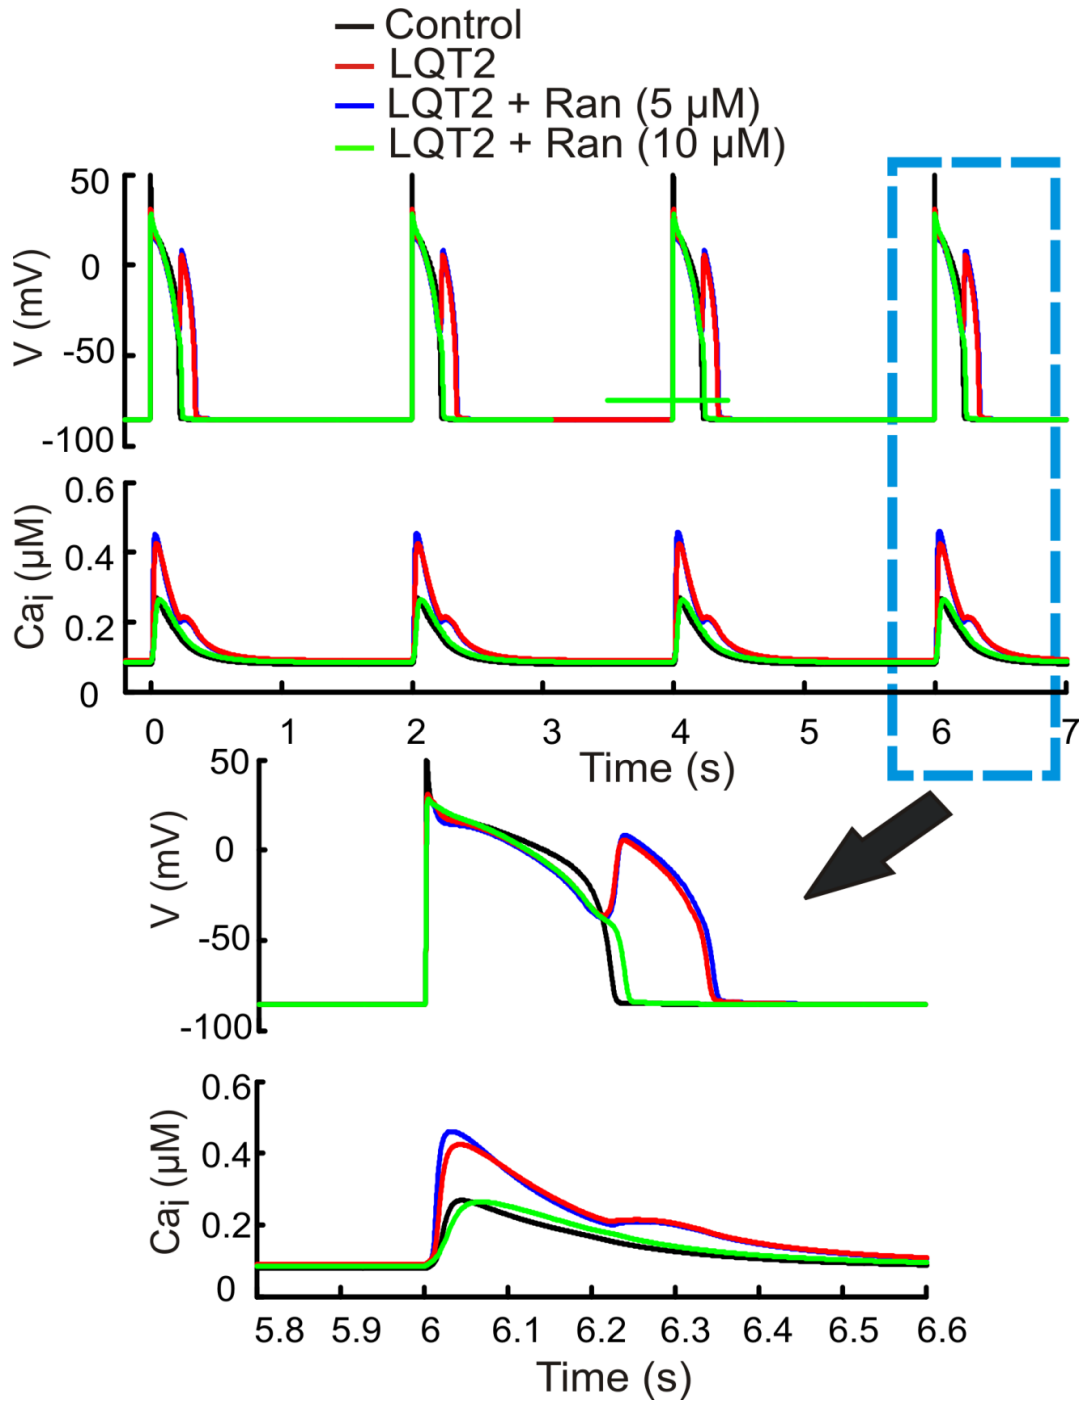 Control
LQT2
LQT2 + Ran (5 µM)
LQT2 + Ran (10 µM)
50
0
-50
-100
V (mV)
0.6
0.4
0.2
0
Cai (µM)
0 1 2 3 4 5 6 7
Time (s)
50
0
-50
-100
V (mV)
0.6
0.4
0.2
0
Cai (µM)
5.8 5.9 6 6.1 6.2 6.3 6.4 6.5 6.6
Time (s)